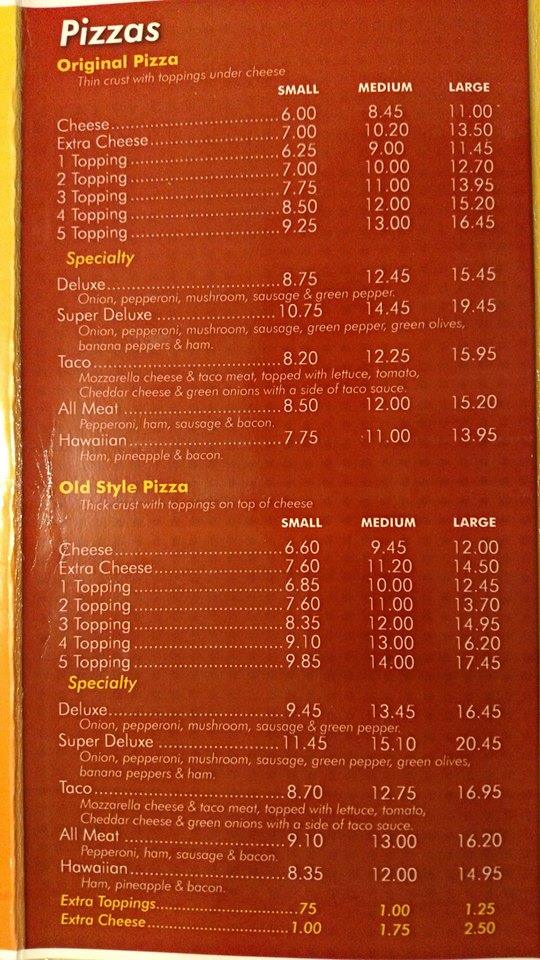 Pizzas
Original Pizza
Thin crust with toppings under cheese
SMALL MEDIUM LARGE
Cheese 6.00 8.45 11.00
Extra Cheese 7.00 10.20 13.50
1 Topping 6.25 9.00 11.45
2 Topping 7.00 10.00 12.70
3 Topping 7.75 11.00 13.95
4 Topping 8.50 12.00 15.20
5 Topping 9.25 13.00 16.45
Specialty
Deluxe 8.75 12.45 15.45
Onion, pepperoni, mushroom, sausage & green pepper.
Super Deluxe 10.75 14.45 19.45
Onion, pepperoni, mushroom, sausage, green pepper, green olives,
banana peppers & ham.
Taco 8.20 12.25 15.95
Mozzarella cheese & taco meat, topped with lettuce, tomato,
Cheddar cheese & green onions with a side of taco sauce.
All Meat 8.50 12.00 15.20
Pepperoni, ham, sausage & bacon.
Hawaiian 7.75 11.00 13.95
Ham, pineapple & bacon.
Old Style Pizza
Thick crust with toppings on top of cheese
SMALL MEDIUM LARGE
Cheese 6.60 9.45 12.00
Extra Cheese 7.60 11.20 14.50
1 Topping 6.85 10.00 12.45
2 Topping 7.60 11.00 13.70
3 Topping 8.35 12.00 14.95
4 Topping 9.10 13.00 16.20
5 Topping 9.85 14.00 17.45
Specialty
Deluxe 9.45 13.45 16.45
Onion, pepperoni, mushroom, sausage & green pepper.
Super Deluxe 11.45 15.10 20.45
Onion, pepperoni, mushroom, sausage, green pepper, green olives,
banana peppers & ham.
Taco 8.70 12.75 16.95
Mozzarella cheese & taco meat, topped with lettuce, tomato,
Cheddar cheese & green onions with a side of taco sauce.
All Meat 9.10 13.00 16.20
Pepperoni, ham, sausage & bacon.
Hawaiian 8.35 12.00 14.95
Ham, pineapple & bacon.
Extra Toppings .75 1.00 1.25
Extra Cheese 1.00 1.75 2.50